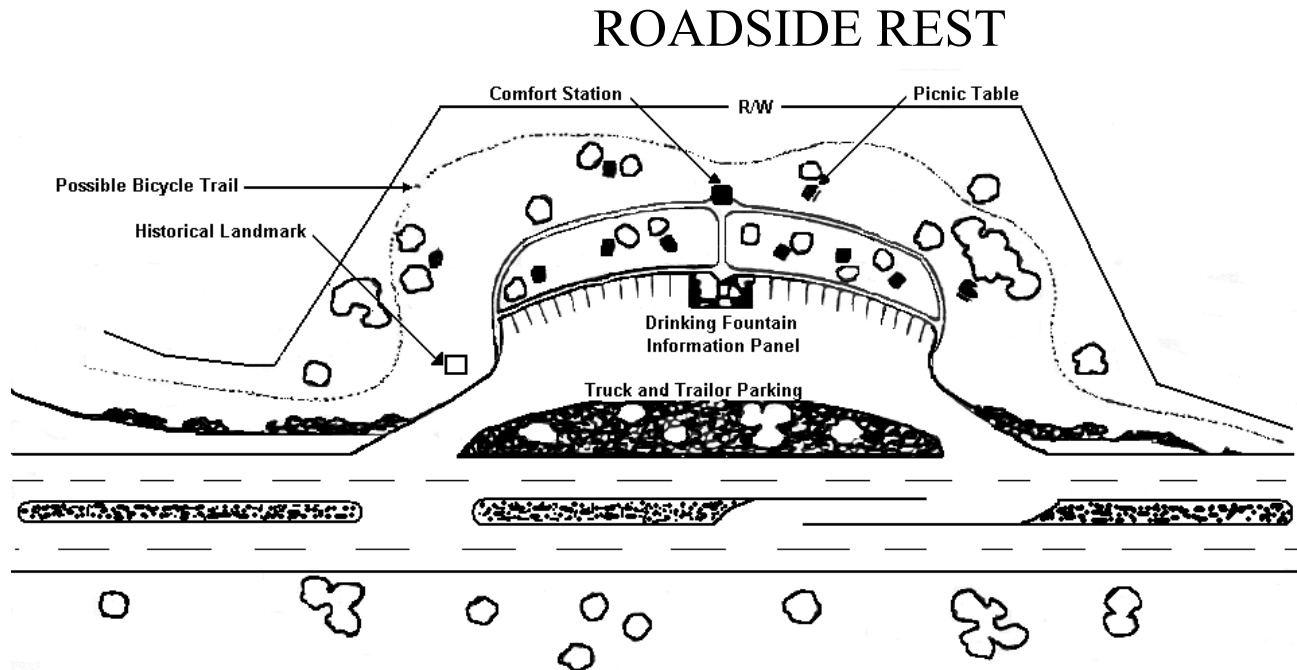 ROADSIDE REST
Comfort Station
R/W
Picnic Table
Possible Bicycle Trail
Historical Landmark
Drinking Fountain
Information Panel
Truck and Trailor Parking